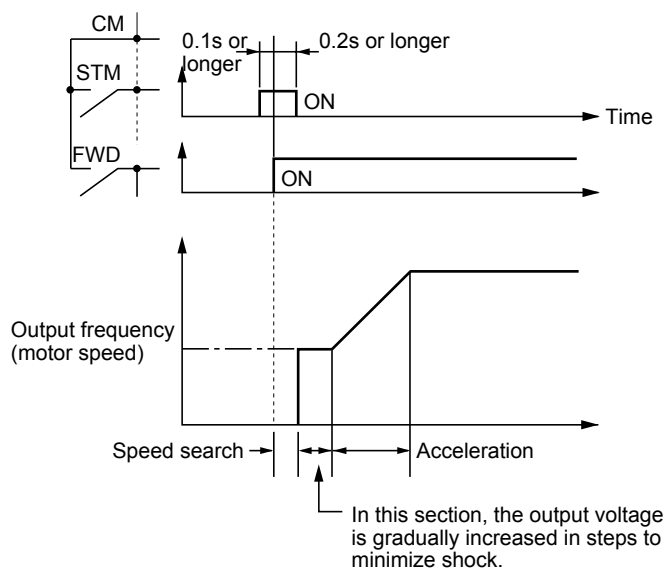 CM
0.1s or
longer
0.2s or longer
STM
ON
Time
FWD
ON
Output frequency
(motor speed)
Speed search
Acceleration
In this section, the output voltage
is gradually increased in steps to
minimize shock.